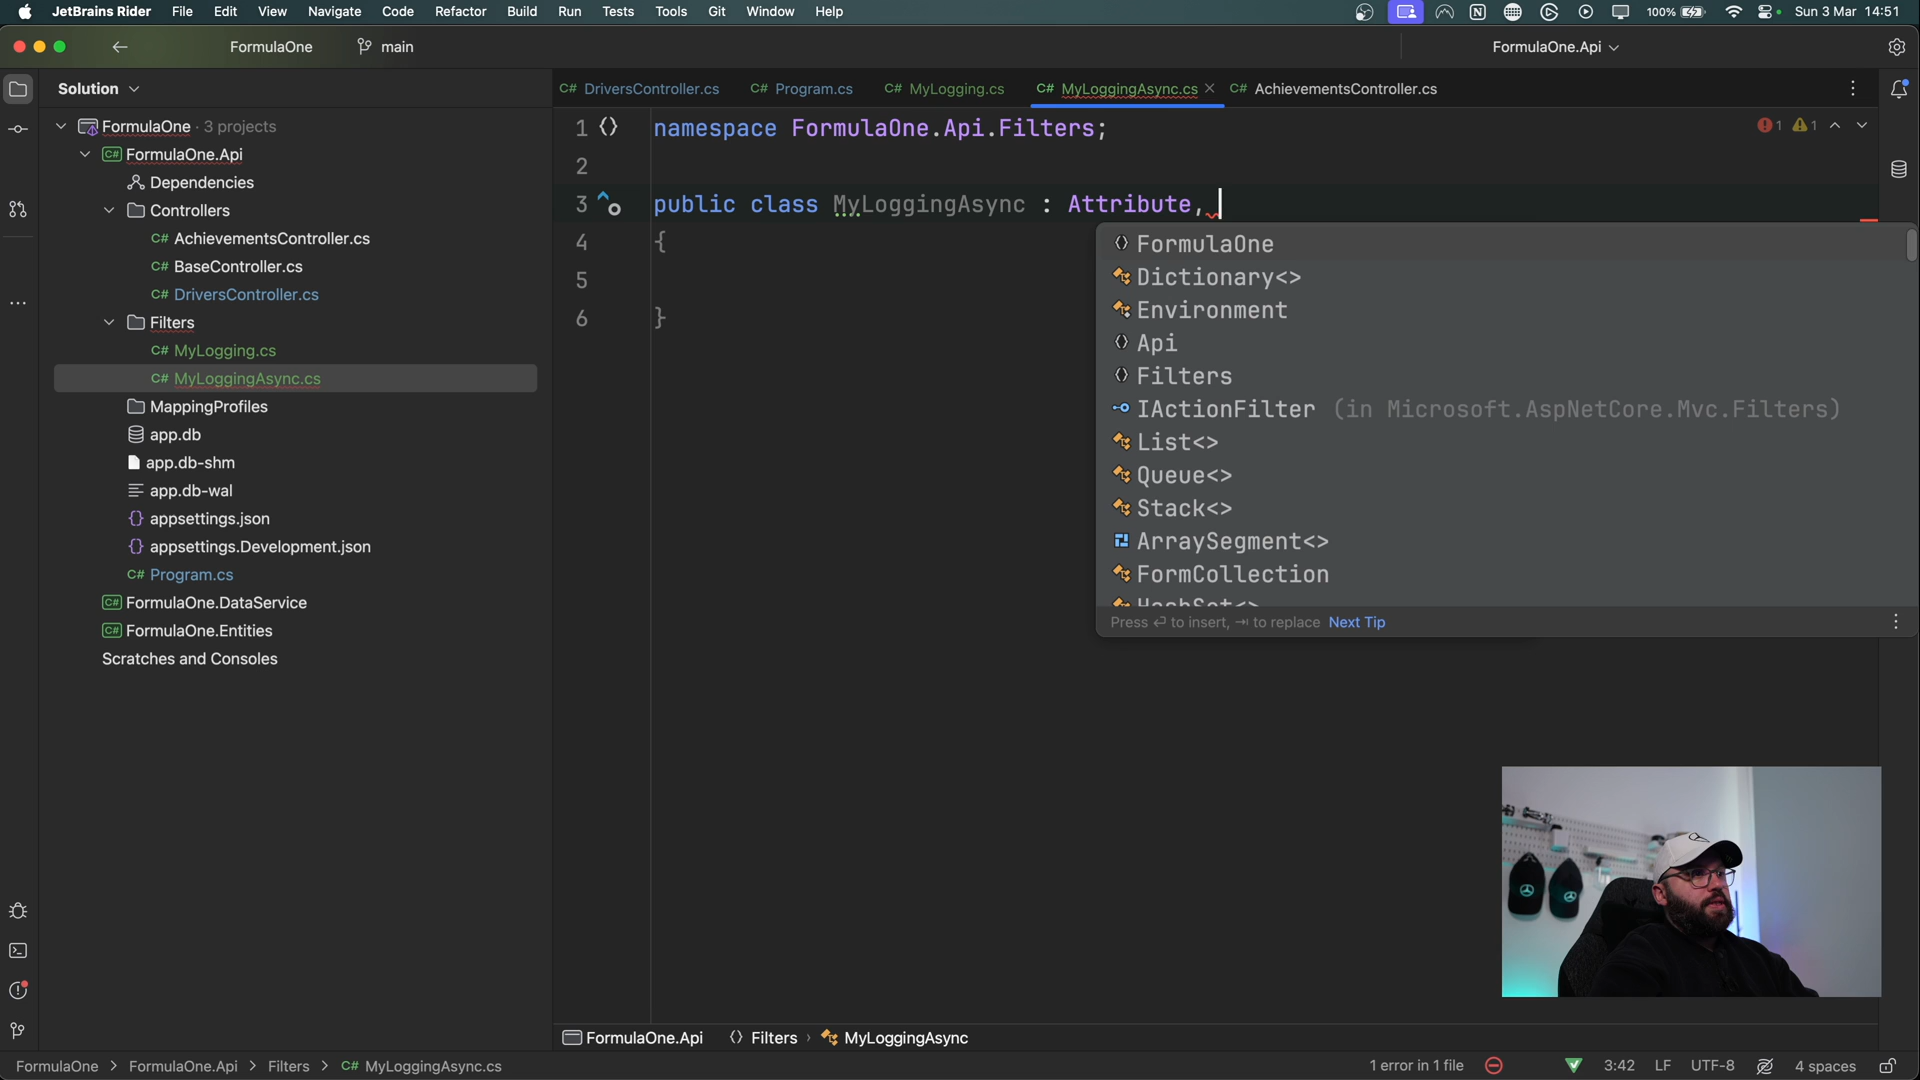 JetBrains Rider File Edit View Navigate Code Refactor Build Run Tests Tools Git Window Help 100% Sun 3 Mar 14:51
FormulaOne main FormulaOne.Api
Solution
FormulaOne · 3 projects
FormulaOne.Api
Dependencies
Controllers
C# AchievementsController.cs
C# BaseController.cs
C# DriversController.cs
Filters
C# MyLogging.cs
C# MyLoggingAsync.cs
MappingProfiles
app.db
app.db-shm
app.db-wal
{} appsettings.json
{} appsettings.Development.json
C# Program.cs
C# FormulaOne.DataService
C# FormulaOne.Entities
Scratches and Consoles
C# DriversController.cs C# Program.cs C# MyLogging.cs C# MyLoggingAsync.cs C# AchievementsController.cs
1 namespace FormulaOne.Api.Filters;
1 1
2
3 public class MyLoggingAsync : Attribute,
4 {
5
6 }
FormulaOne
Dictionary<>
Environment
Api
Filters
IActionFilter (in Microsoft.AspNetCore.Mvc.Filters)
List<>
Queue<>
Stack<>
ArraySegment<>
FormCollection
HashSet<>
Press ↩ to insert, ⇥ to replace Next Tip
FormulaOne.Api Filters › MyLoggingAsync
FormulaOne > FormulaOne.Api > Filters > C# MyLoggingAsync.cs 1 error in 1 file 3:42 LF UTF-8 4 spaces